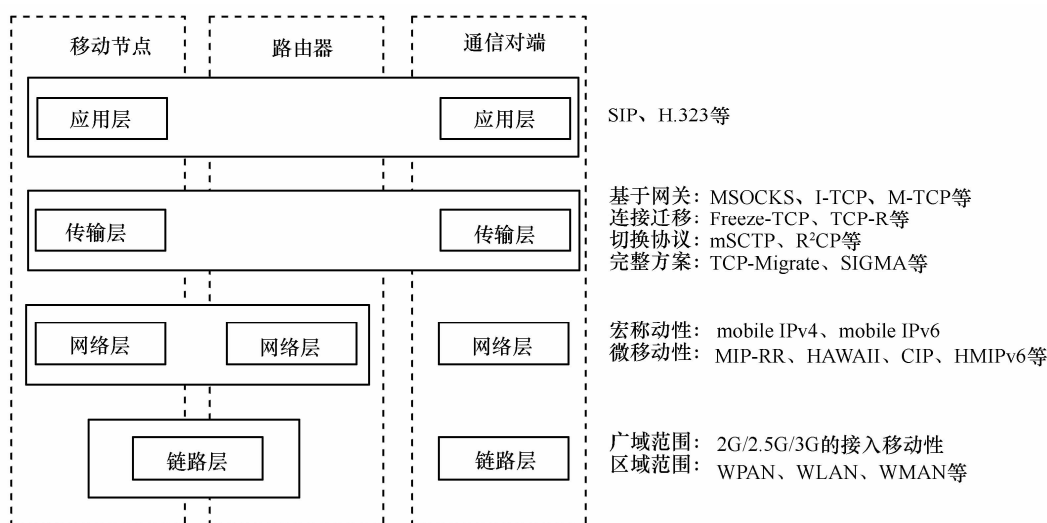 移动节点
路由器
通信对端
应用层
应用层
SIP、H.323等
传输层
传输层
基于网关：MSOCKS、I-TCP、M-TCP等
连接迁移：Freeze-TCP、TCP-R等
切换协议：mSCTP、R²CP等
完整方案：TCP-Migrate、SIGMA等
网络层
网络层
网络层
宏称动性：mobile IPv4、mobile IPv6
微移动性：MIP-RR、HAWAII、CIP、HMIPv6等
链路层
链路层
广域范围：2G/2.5G/3G的接入移动性
区域范围：WPAN、WLAN、WMAN等